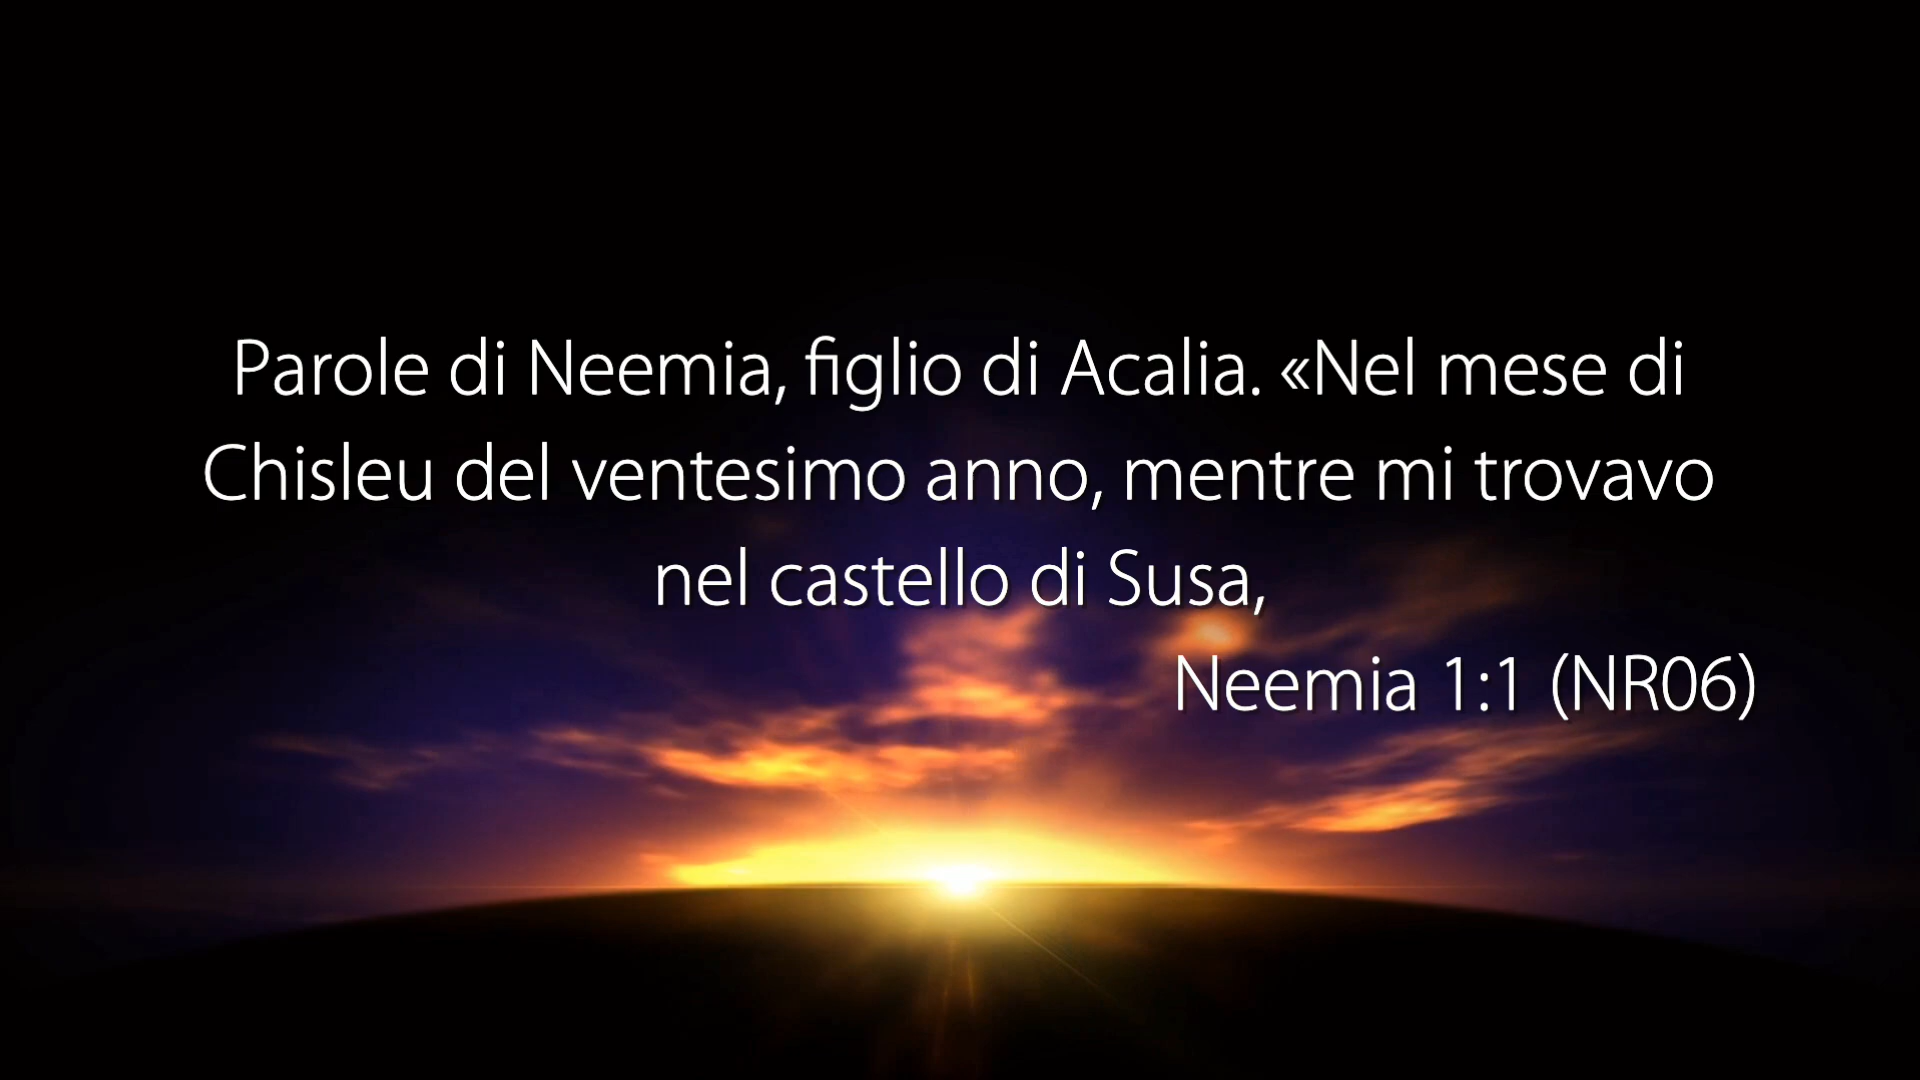 Parole di Neemia, figlio di Acalia. «Nel mese di
Chisleu del ventesimo anno, mentre mi trovavo
nel castello di Susa,
Neemia 1:1 (NR06)